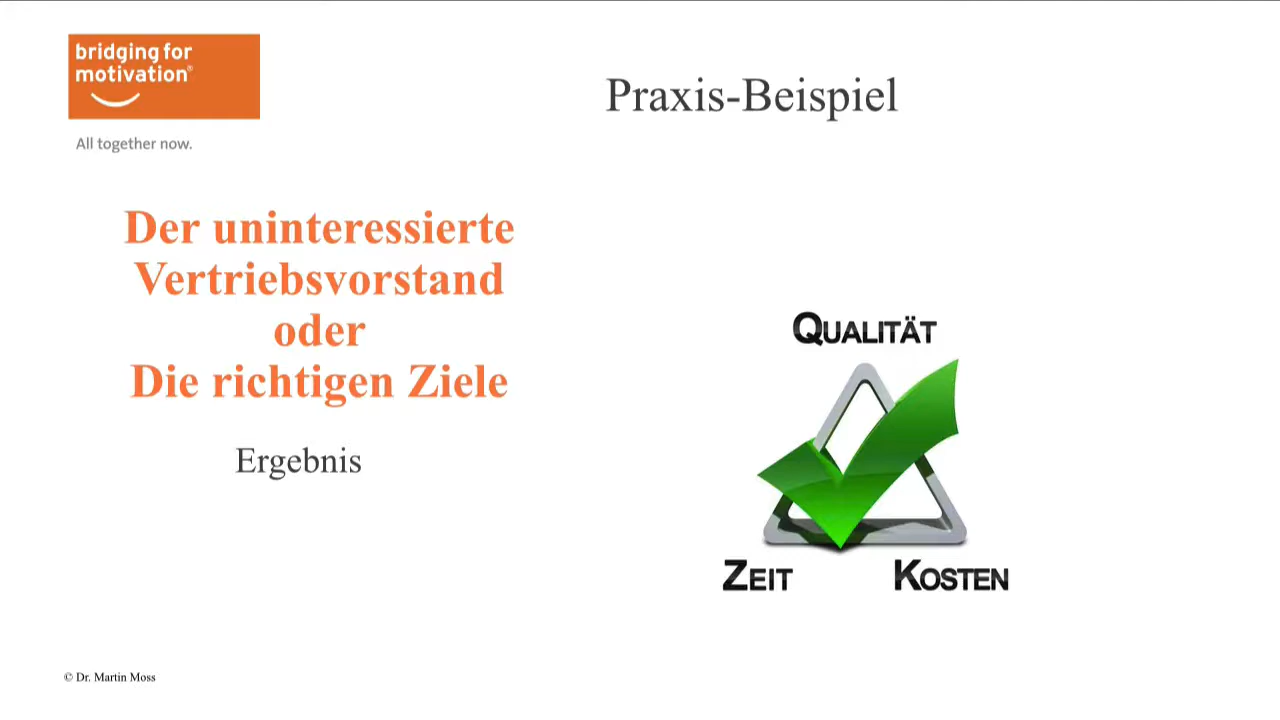 bridging for
motivation®
All together now.
Praxis-Beispiel
Der uninteressierte
Vertriebsvorstand
oder
Die richtigen Ziele
Ergebnis
QUALITÄT
ZEIT
KOSTEN
© Dr. Martin Moss